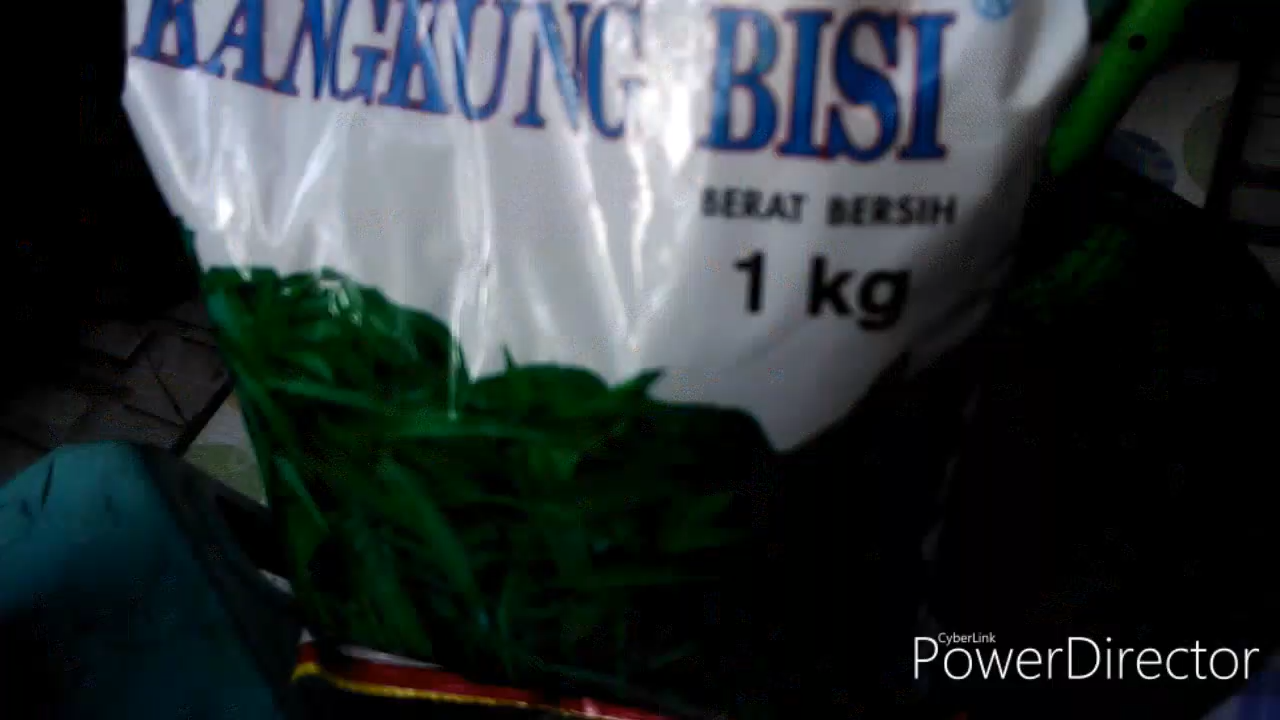 KANGKUNG BISI ®
BERAT BERSIH
1 kg
CyberLink
PowerDirector